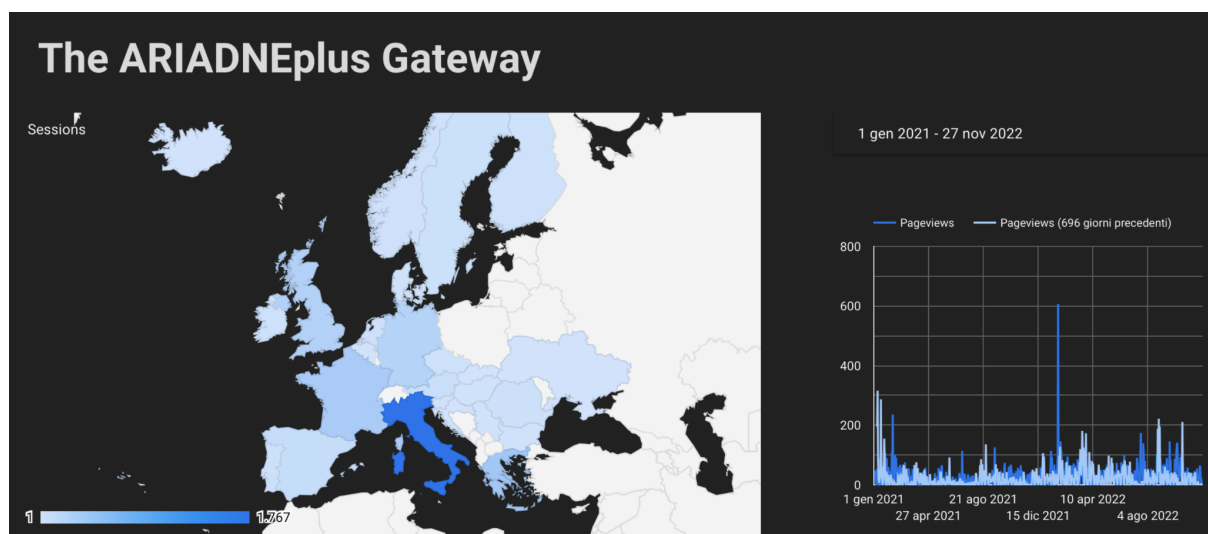 The ARIADNEplus Gateway
Sessions
1 gen 2021 - 27 nov 2022
Pageviews
Pageviews (696 giorni precedenti)
800
600
400
200
0
1 gen 2021
27 apr 2021
21 ago 2021
15 dic 2021
10 apr 2022
4 ago 2022
1
1.767